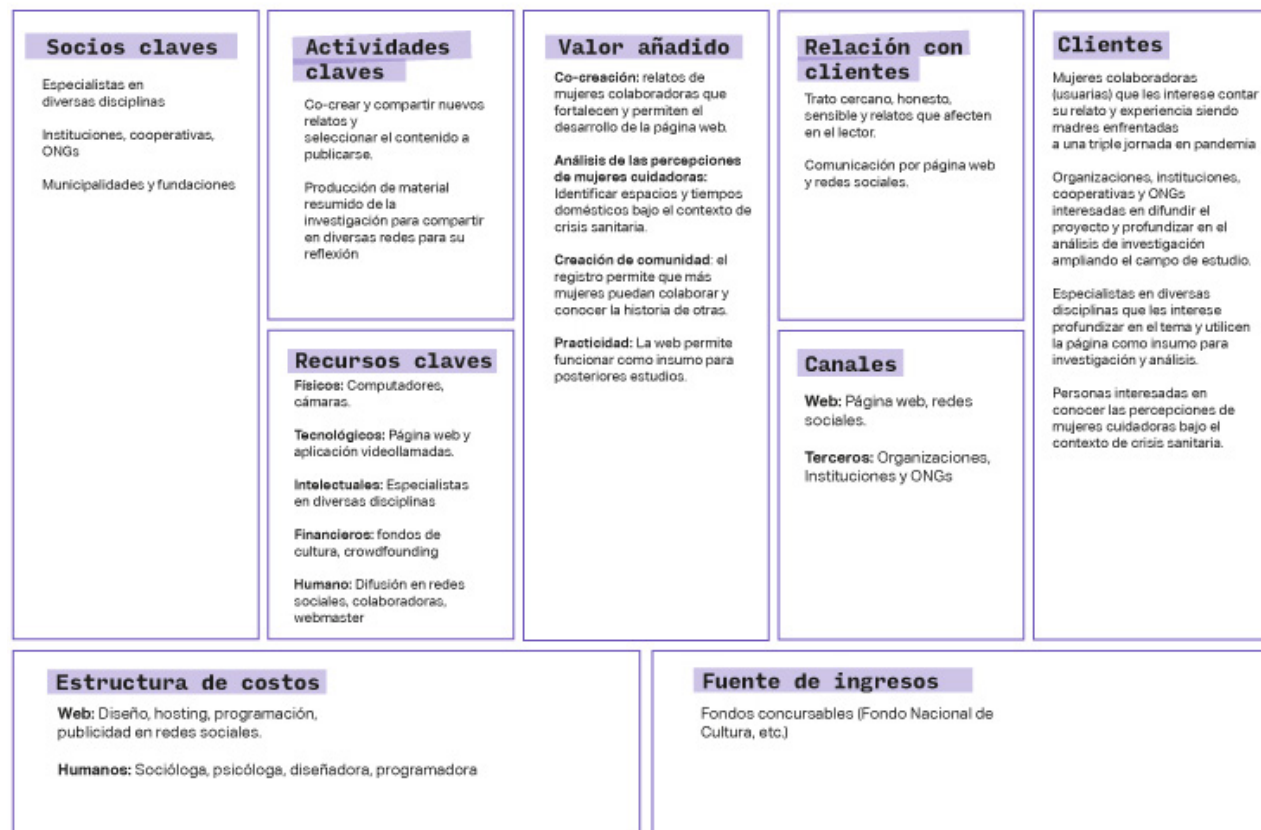 Socios claves
Especialistas en
diversas disciplinas
Instituciones, cooperativas,
ONGs
Municipalidades y fundaciones
Actividades
claves
Co-crear y compartir nuevos
relatos y
seleccionar el contenido a
publicarse.
Producción de material
resumido de la
investigación para compartir
en diversas redes para su
reflexión
Recursos claves
Físicos: Computadores,
cámaras.
Tecnológicos: Página web y
aplicación videollamadas.
Intelectuales: Especialistas
en diversas disciplinas
Financieros: fondos de
cultura, crowdfounding
Humano: Difusión en redes
sociales, colaboradoras,
webmaster
Valor añadido
Co-creación: relatos de
mujeres colaboradoras que
fortalecen y permiten el
desarrollo de la página web.
Análisis de las percepciones
de mujeres cuidadoras:
Identificar espacios y tiempos
domésticos bajo el contexto de
crisis sanitaria.
Creación de comunidad: el
registro permite que más
mujeres puedan colaborar y
conocer la historia de otras.
Practicidad: La web permite
funcionar como insumo para
posteriores estudios.
Relación con
clientes
Trato cercano, honesto,
sensible y relatos que afecten
en el lector.
Comunicación por página web
y redes sociales.
Canales
Web: Página web, redes
sociales.
Terceros: Organizaciones,
Instituciones y ONGs
Clientes
Mujeres colaboradoras
(usuarias) que les interese contar
su relato y experiencia siendo
madres enfrentadas
a una triple jornada en pandemia
Organizaciones, instituciones,
cooperativas y ONGs
interesadas en difundir el
proyecto y profundizar en el
análisis de investigación
ampliando el campo de estudio.
Especialistas en diversas
disciplinas que les interese
profundizar en el tema y utilicen
la página como insumo para
investigación y análisis.
Personas interesadas en
conocer las percepciones de
mujeres cuidadoras bajo el
contexto de crisis sanitaria.
Estructura de costos
Web: Diseño, hosting, programación,
publicidad en redes sociales.
Humanos: Socióloga, psicóloga, diseñadora, programadora
Fuente de ingresos
Fondos concursables (Fondo Nacional de
Cultura, etc.)